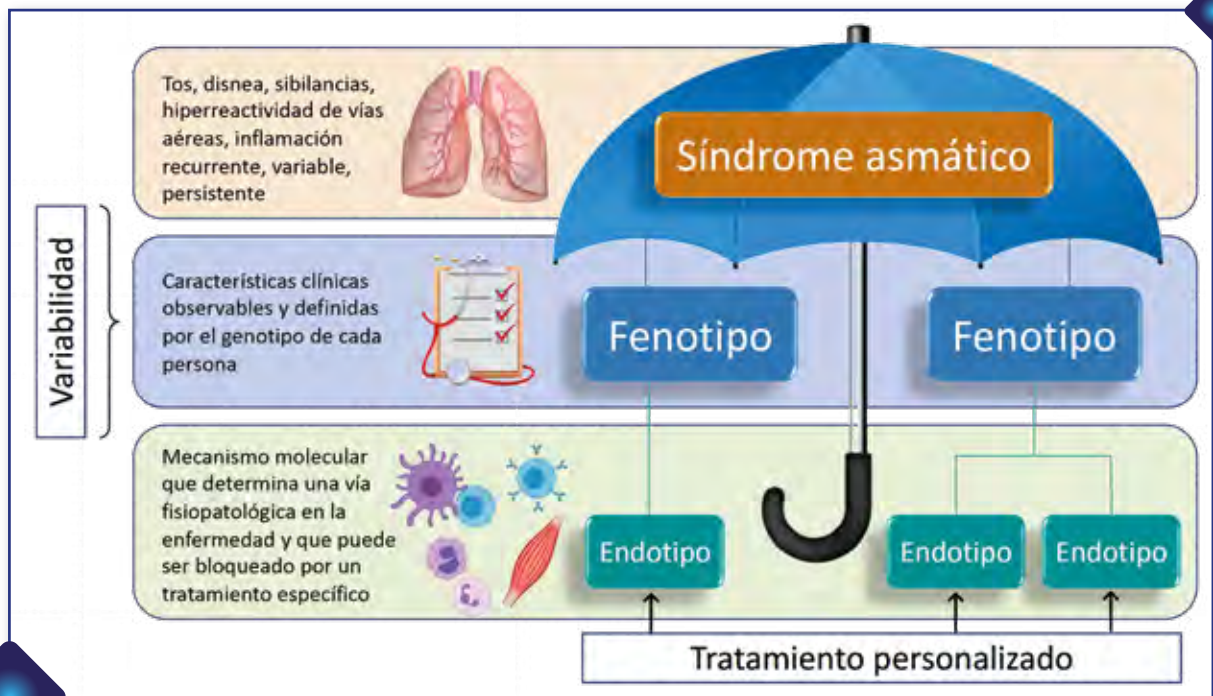 Tos, disnea, sibilancias,
hiperreactividad de vías
aéreas, inflamación
recurrente, variable,
persistente
Síndrome asmático
Variabilidad
Características clínicas
observables y definidas
por el genotipo de cada
persona
Fenotipo
Fenotipo
Mecanismo molecular
que determina una vía
fisiopatológica en la
enfermedad y que puede
ser bloqueado por un
tratamiento específico
Endotipo
Endotipo
Endotipo
Tratamiento personalizado